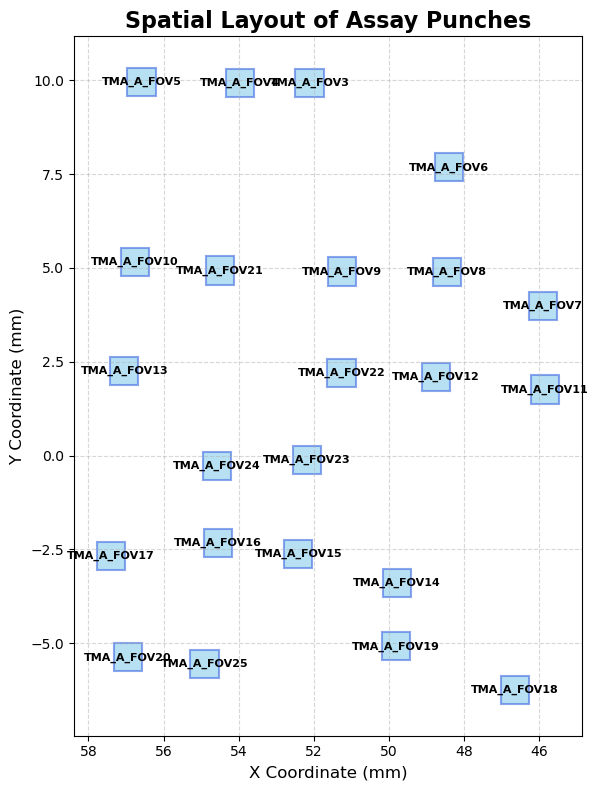 Spatial Layout of Assay Punches
10.0
TMA_A_FOV5
TMA_A_FOV4
TMA_A_FOV3
7.5
TMA_A_FOV6
5.0
TMA_A_FOV10
TMA_A_FOV21
TMA_A_FOV9
TMA_A_FOV8
TMA_A_FOV7
2.5
TMA_A_FOV13
TMA_A_FOV22
TMA_A_FOV12
TMA_A_FOV11
0.0
TMA_A_FOV24
TMA_A_FOV23
−2.5
TMA_A_FOV17
TMA_A_FOV16
TMA_A_FOV15
TMA_A_FOV14
−5.0
TMA_A_FOV20
TMA_A_FOV25
TMA_A_FOV19
TMA_A_FOV18
Y Coordinate (mm)
58 56 54 52 50 48 46
X Coordinate (mm)